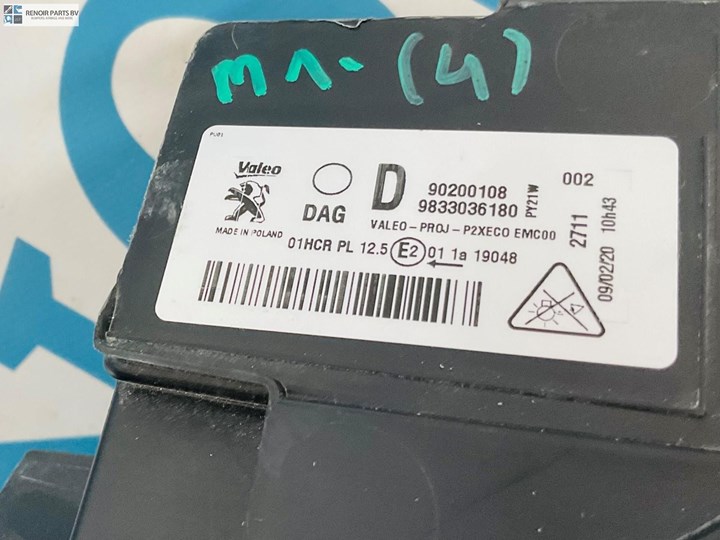 RENOIR PARTS BV
m1- (4)
PUR1
Valeo
MADE IN POLAND
DAG
D
90200108
9833036180
PY21W
002
VALEO-PROJ-P2XECO EMC00
01HCR PL 12.5 E2 01 1a 19048
2711
09/02/20 10h43